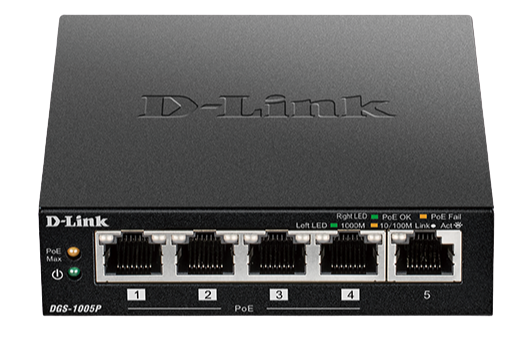 D-Link
Right LED PoE OK PoE Fail
D-Link Left LED 1000M 10/100M Link Act
PoE
Max
1 2 3 4 5
DGS-1005P PoE